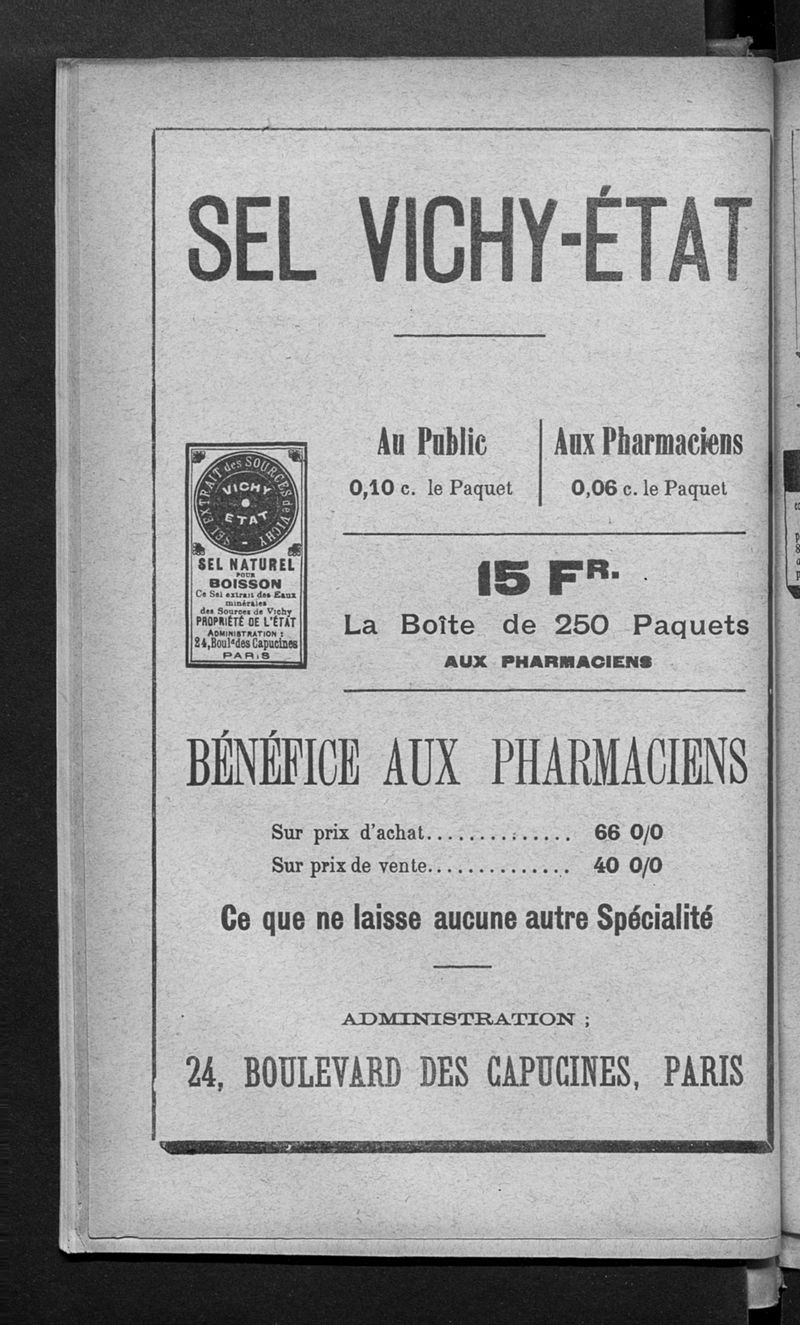 SEL VICHY-ÉTAT
Au Public
0,10 c. le Paquet
Aux Pharmaciens
0,06 c. le Paquet
SEL EXTRAIT des SOURCES de VICHY
VICHY
ETAT
SEL NATUREL
POUR
BOISSON
Ce Sel extrait des Eaux
minérales
des Sources de Vichy
PROPRIÉTÉ DE L'ÉTAT
ADMINISTRATION :
24, Boulᵈ des Capucines
PARIS
15 FR.
La Boîte de 250 Paquets
AUX PHARMACIENS
BÉNÉFICE AUX PHARMACIENS
Sur prix d'achat.............. 66 0/0
Sur prix de vente.............. 40 0/0
Ce que ne laisse aucune autre Spécialité
ADMINISTRATION ;
24, BOULEVARD DES CAPUCINES, PARIS